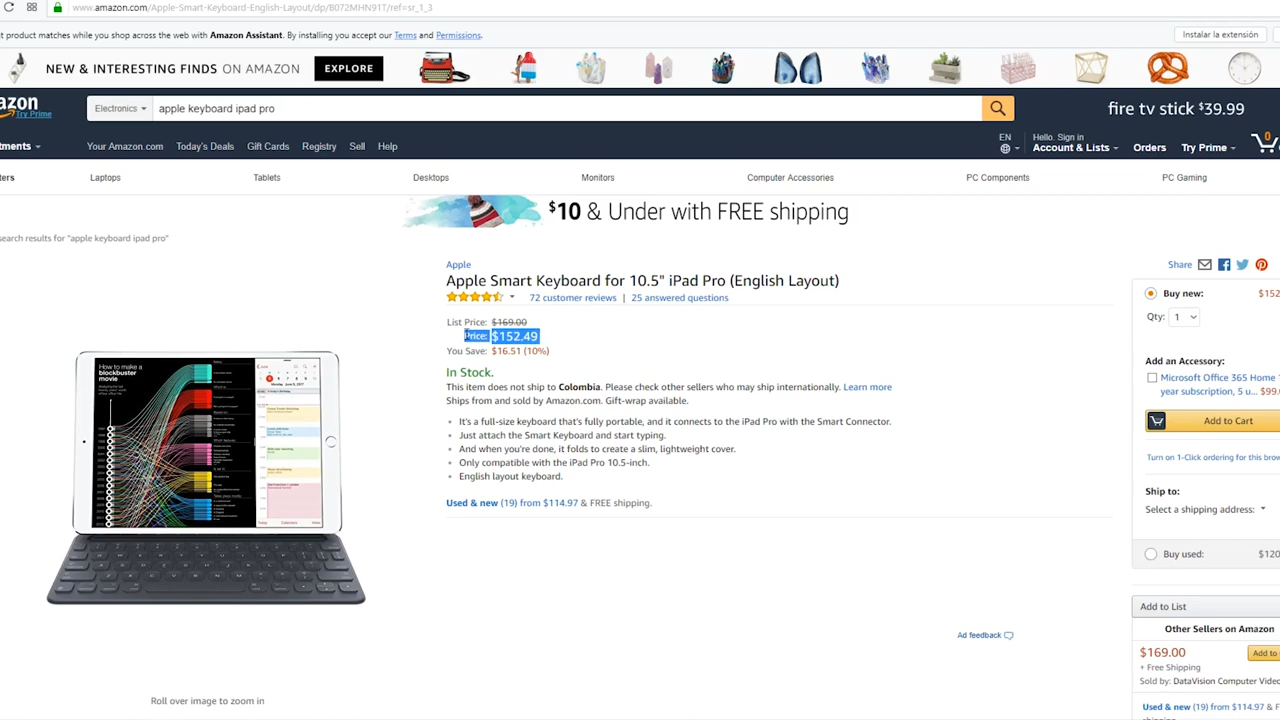 www.amazon.com/Apple-Smart-Keyboard-English-Layout/dp/B072MHN91T/ref=sr_1_3
t product matches while you shop across the web with Amazon Assistant. By installing you accept our Terms and Permissions.
Instalar la extensión
NEW & INTERESTING FINDS ON AMAZON
EXPLORE
azon
Try Prime
Electronics
apple keyboard ipad pro
fire tv stick $39.99
tments
Your Amazon.com
Today's Deals
Gift Cards
Registry
Sell
Help
EN
Hello. Sign in
Account & Lists
Orders
Try Prime
0
ters
Laptops
Tablets
Desktops
Monitors
Computer Accessories
PC Components
PC Gaming
$10 & Under with FREE shipping
search results for "apple keyboard ipad pro"
Apple
Apple Smart Keyboard for 10.5" iPad Pro (English Layout)
72 customer reviews | 25 answered questions
List Price: $169.00
Price: $152.49
You Save: $16.51 (10%)
In Stock.
This item does not ship to Colombia. Please check other sellers who may ship internationally. Learn more
Ships from and sold by Amazon.com. Gift-wrap available.
It's a full-size keyboard that's fully portable, and it connects to the iPad Pro with the Smart Connector.
Just attach the Smart Keyboard and start typing.
And when you're done, it folds to create a slim, lightweight cover.
Only compatible with the iPad Pro 10.5-inch.
English layout keyboard.
Used & new (19) from $114.97 & FREE shipping.
How to make a
blockbuster
movie
Roll over image to zoom in
Ad feedback
Share
Buy new:
$152
Qty: 1
Add an Accessory:
Microsoft Office 365 Home 1
year subscription, 5 u... $99.
Add to Cart
Turn on 1-Click ordering for this brow
Ship to:
Select a shipping address:
Buy used:
$120
Add to List
Other Sellers on Amazon
$169.00
Add to
+ Free Shipping
Sold by: DataVision Computer Video
Used & new (19) from $114.97 & F